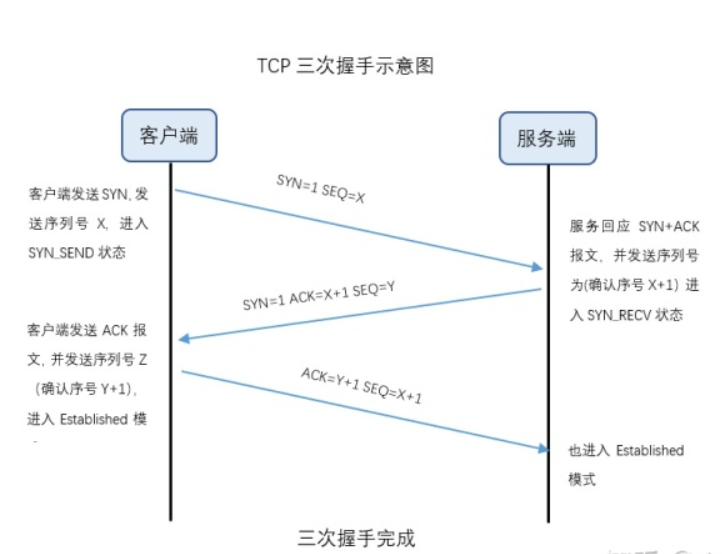 TCP 三次握手示意图
客户端
服务端
客户端发送 SYN, 发
送序列号 X, 进入
SYN_SEND 状态
SYN=1 SEQ=X
服务回应 SYN+ACK
报文, 并发送序列号
为(确认序号 X+1) 进
入 SYN_RECV 状态
SYN=1 ACK=X+1 SEQ=Y
客户端发送 ACK 报
文, 并发送序列号 Z
（确认序号 Y+1）,
进入 Established 模
ACK=Y+1 SEQ=X+1
也进入 Established
模式
三次握手完成